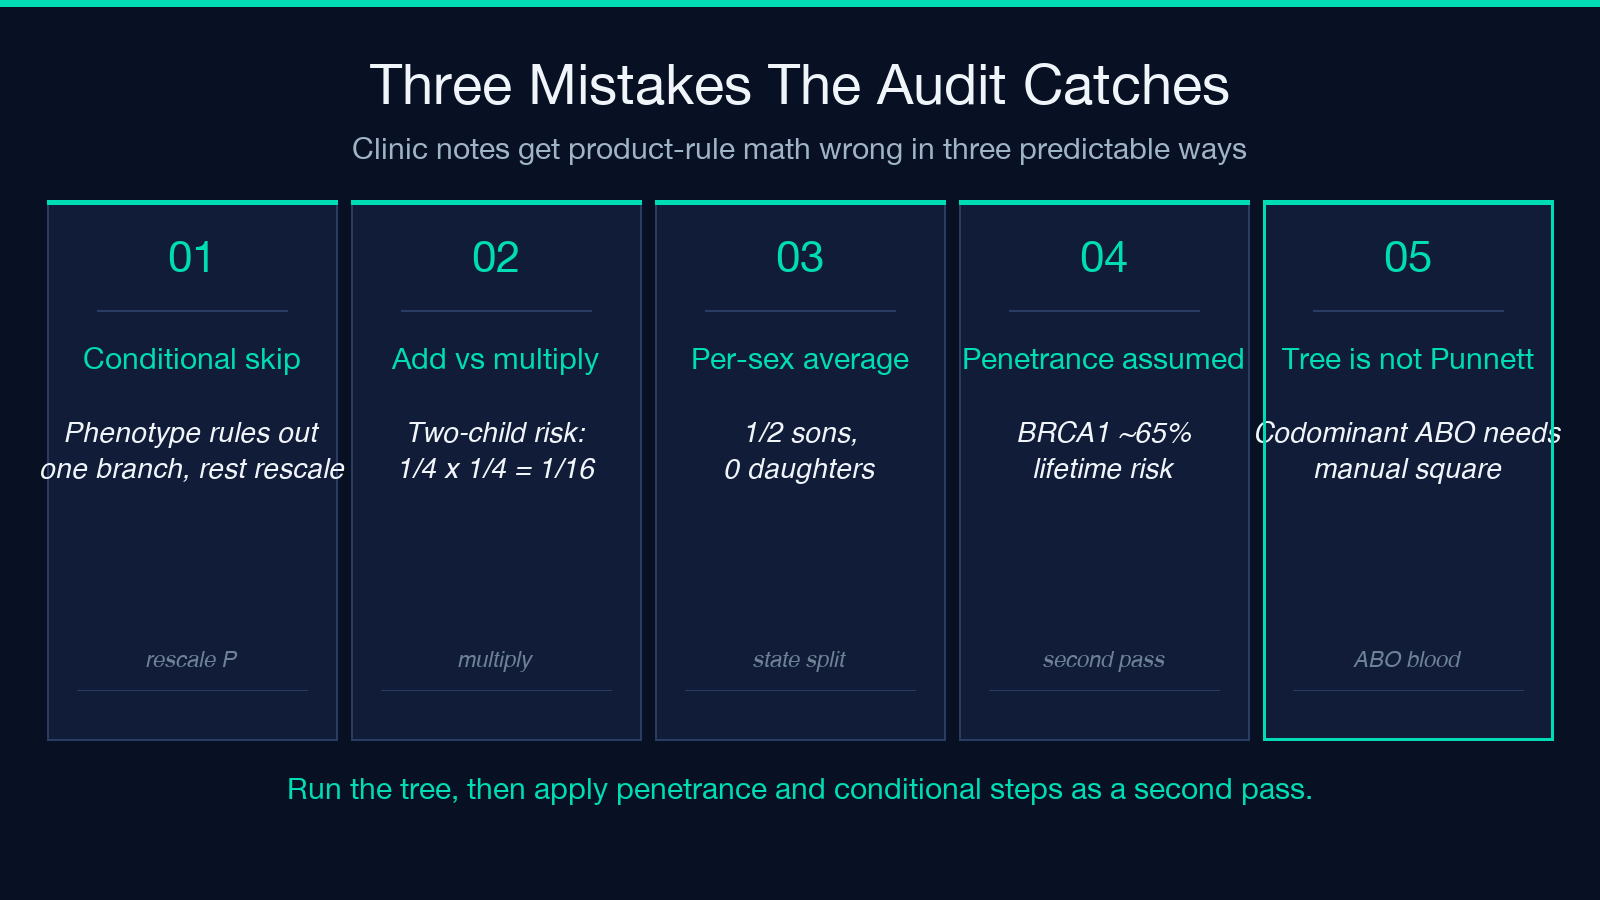 Three Mistakes The Audit Catches
Clinic notes get product-rule math wrong in three predictable ways
01
Conditional skip
Phenotype rules out
one branch, rest rescale
rescale P
02
Add vs multiply
Two-child risk:
1/4 x 1/4 = 1/16
multiply
03
Per-sex average
1/2 sons,
0 daughters
state split
04
Penetrance assumed
BRCA1 ~65%
lifetime risk
second pass
05
Tree is not Punnett
Codominant ABO needs
manual square
ABO blood
Run the tree, then apply penetrance and conditional steps as a second pass.